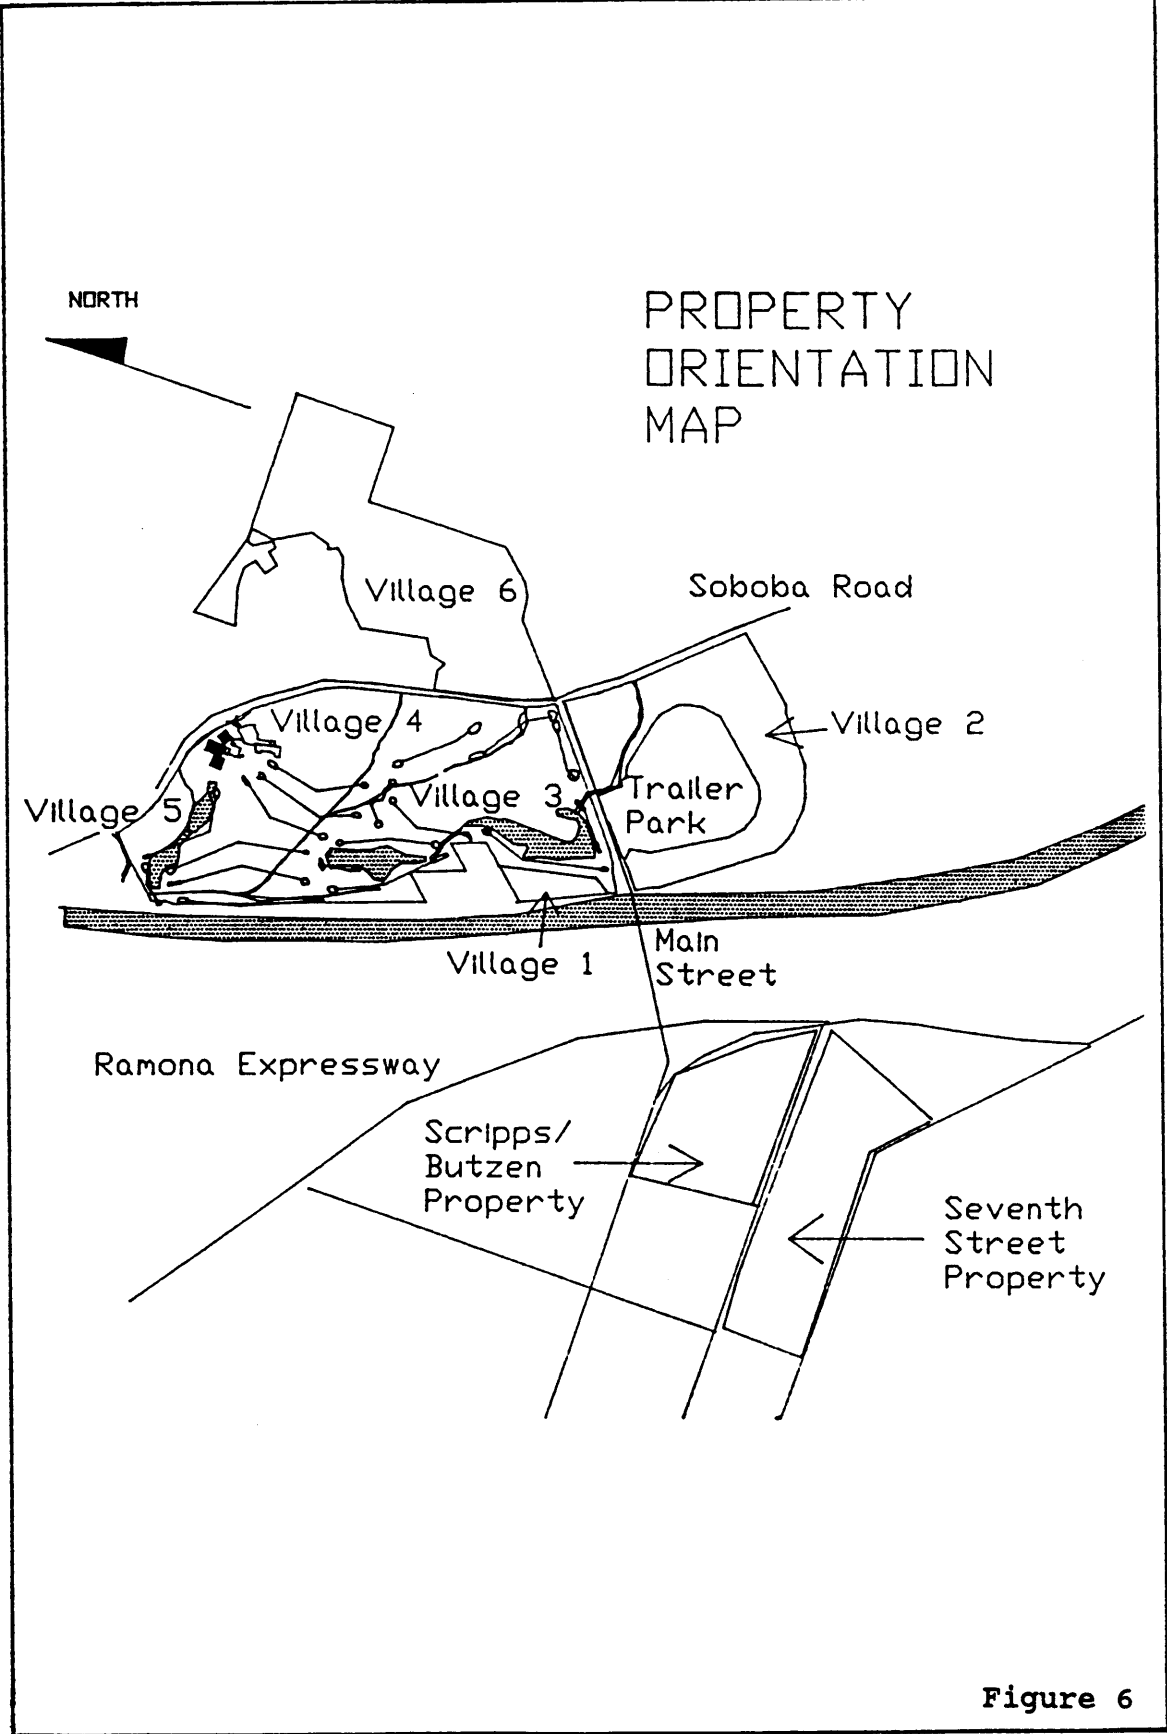 NORTH
PROPERTY
ORIENTATION
MAP
Village 6
Soboba Road
Village 4
Village 2
Village 5
Village 3
Trailer
Park
Village 1
Main
Street
Ramona Expressway
Scripps/
Butzen
Property
Seventh
Street
Property
Figure 6